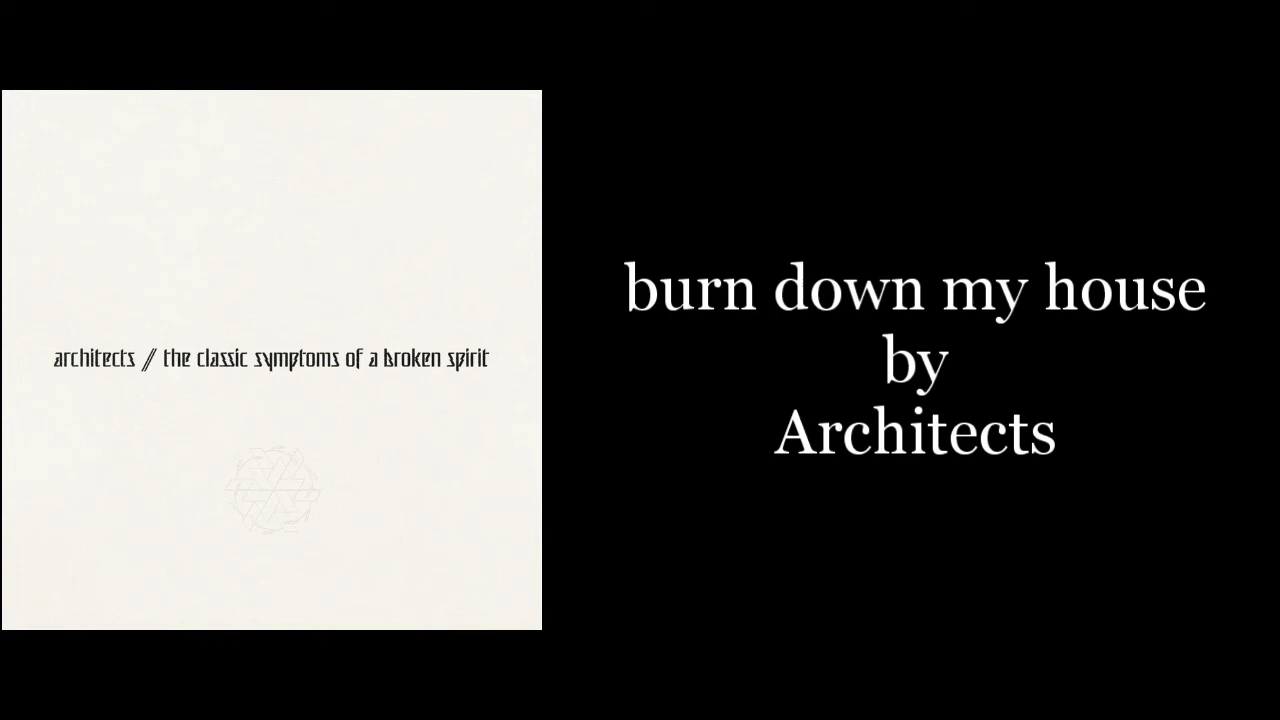 architects // the classic symptoms of a broken spirit
burn down my house
by
Architects